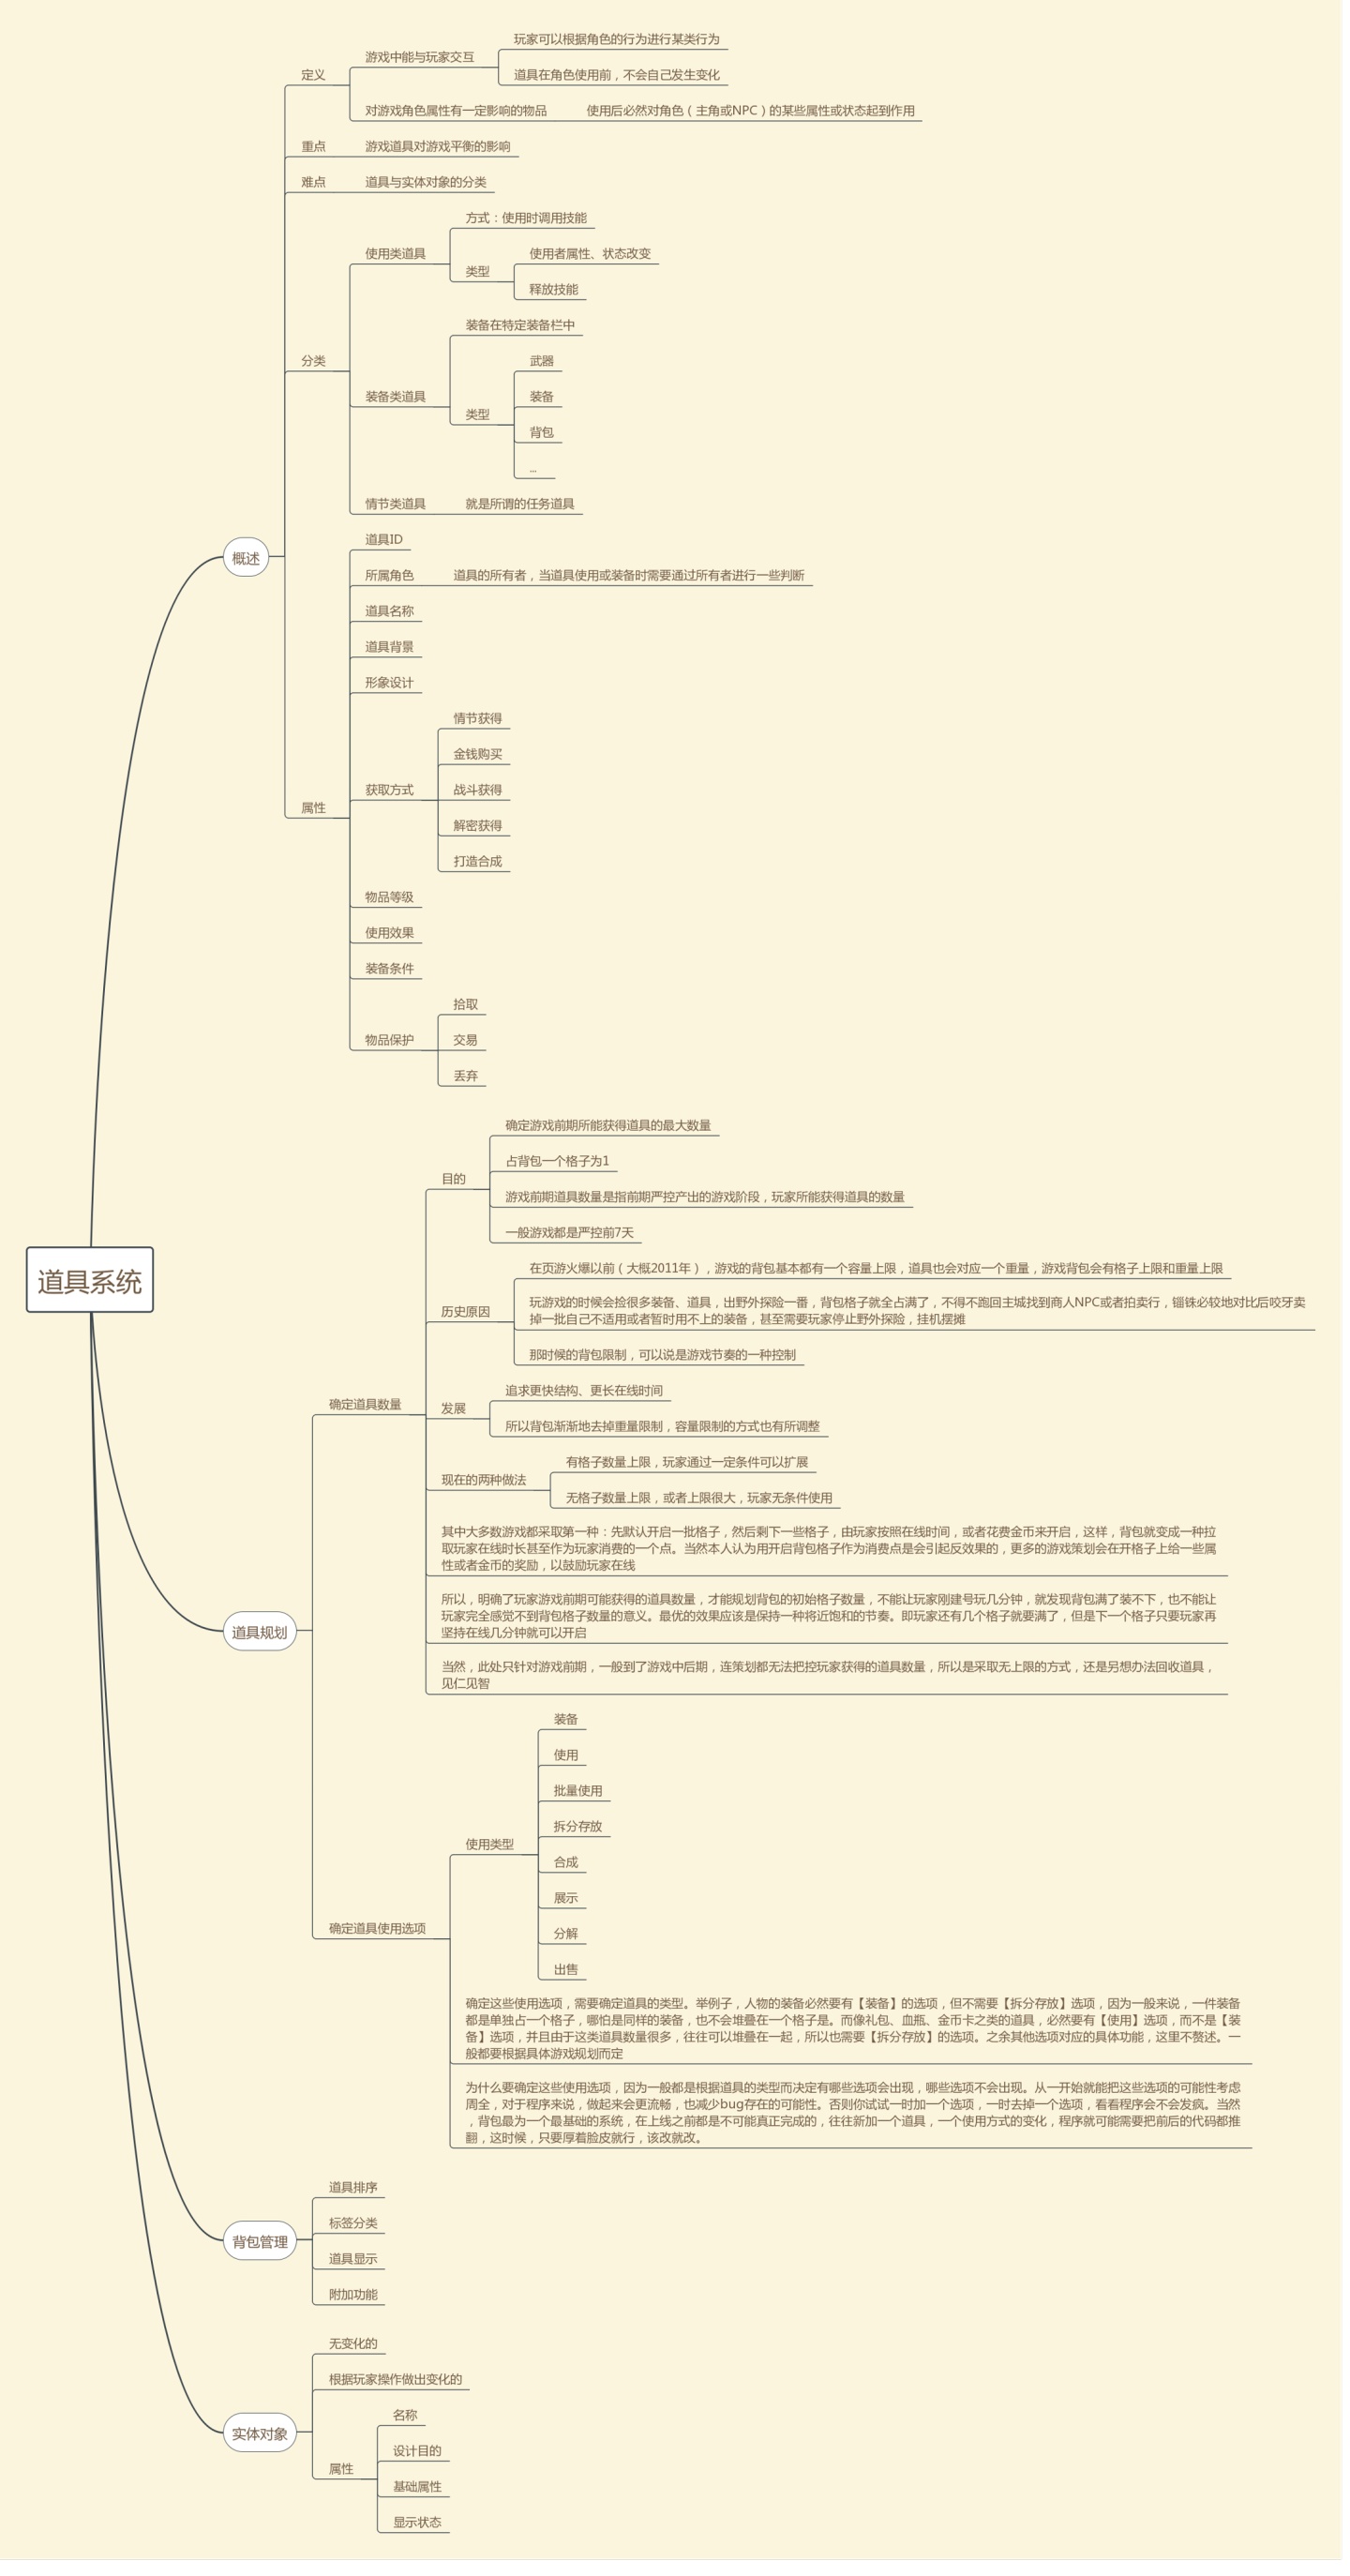 道具系统
概述
定义
游戏中能与玩家交互
玩家可以根据角色的行为进行某类行为
道具在角色使用前，不会自己发生变化
对游戏角色属性有一定影响的物品
使用后必然对角色（主角或NPC）的某些属性或状态起到作用
重点
游戏道具对游戏平衡的影响
难点
道具与实体对象的分类
分类
使用类道具
方式：使用时调用技能
类型
使用者属性、状态改变
释放技能
装备类道具
装备在特定装备栏中
类型
武器
装备
背包
...
情节类道具
就是所谓的任务道具
属性
道具ID
所属角色
道具的所有者，当道具使用或装备时需要通过所有者进行一些判断
道具名称
道具背景
形象设计
获取方式
情节获得
金钱购买
战斗获得
解密获得
打造合成
物品等级
使用效果
装备条件
物品保护
拾取
交易
丢弃
道具规划
确定道具数量
目的
确定游戏前期所能获得道具的最大数量
占背包一个格子为1
游戏前期道具数量是指前期严控产出的游戏阶段，玩家所能获得道具的数量
一般游戏都是严控前7天
历史原因
在页游火爆以前（大概2011年），游戏的背包基本都有一个容量上限，道具也会对应一个重量，游戏背包会有格子上限和重量上限
玩游戏的时候会捡很多装备、道具，出野外探险一番，背包格子就全占满了，不得不跑回主城找到商人NPC或者拍卖行，锱铢必较地对比后咬牙卖
掉一批自己不适用或者暂时用不上的装备，甚至需要玩家停止野外探险，挂机摆摊
那时候的背包限制，可以说是游戏节奏的一种控制
发展
追求更快结构、更长在线时间
所以背包渐渐地去掉重量限制，容量限制的方式也有所调整
现在的两种做法
有格子数量上限，玩家通过一定条件可以扩展
无格子数量上限，或者上限很大，玩家无条件使用
其中大多数游戏都采取第一种：先默认开启一批格子，然后剩下一些格子，由玩家按照在线时间，或者花费金币来开启，这样，背包就变成一种拉
取玩家在线时长甚至作为玩家消费的一个点。当然本人认为用开启背包格子作为消费点是会引起反效果的，更多的游戏策划会在开格子上给一些属
性或者金币的奖励，以鼓励玩家在线
所以，明确了玩家游戏前期可能获得的道具数量，才能规划背包的初始格子数量，不能让玩家刚建号玩几分钟，就发现背包满了装不下，也不能让
玩家完全感觉不到背包格子数量的意义。最优的效果应该是保持一种将近饱和的节奏。即玩家还有几个格子就要满了，但是下一个格子只要玩家再
坚持在线几分钟就可以开启
当然，此处只针对游戏前期，一般到了游戏中后期，连策划都无法把控玩家获得的道具数量，所以是采取无上限的方式，还是另想办法回收道具，
见仁见智
确定道具使用选项
使用类型
装备
使用
批量使用
拆分存放
合成
展示
分解
出售
确定这些使用选项，需要确定道具的类型。举例子，人物的装备必然要有【装备】的选项，但不需要【拆分存放】选项，因为一般来说，一件装备
都是单独占一个格子，哪怕是同样的装备，也不会堆叠在一个格子是。而像礼包、血瓶、金币卡之类的道具，必然要有【使用】选项，而不是【装
备】选项，并且由于这类道具数量很多，往往可以堆叠在一起，所以也需要【拆分存放】的选项。之余其他选项对应的具体功能，这里不赘述。一
般都要根据具体游戏规划而定
为什么要确定这些使用选项，因为一般都是根据道具的类型而决定有哪些选项会出现，哪些选项不会出现。从一开始就能把这些选项的可能性考虑
周全，对于程序来说，做起来会更流畅，也减少bug存在的可能性。否则你试试一时加一个选项，一时去掉一个选项，看看程序会不会发疯。当然
，背包最为一个最基础的系统，在上线之前都是不可能真正完成的，往往新加一个道具，一个使用方式的变化，程序就可能需要把前后的代码都推
翻，这时候，只要厚着脸皮就行，该改就改。
背包管理
道具排序
标签分类
道具显示
附加功能
实体对象
无变化的
根据玩家操作做出变化的
属性
名称
设计目的
基础属性
显示状态